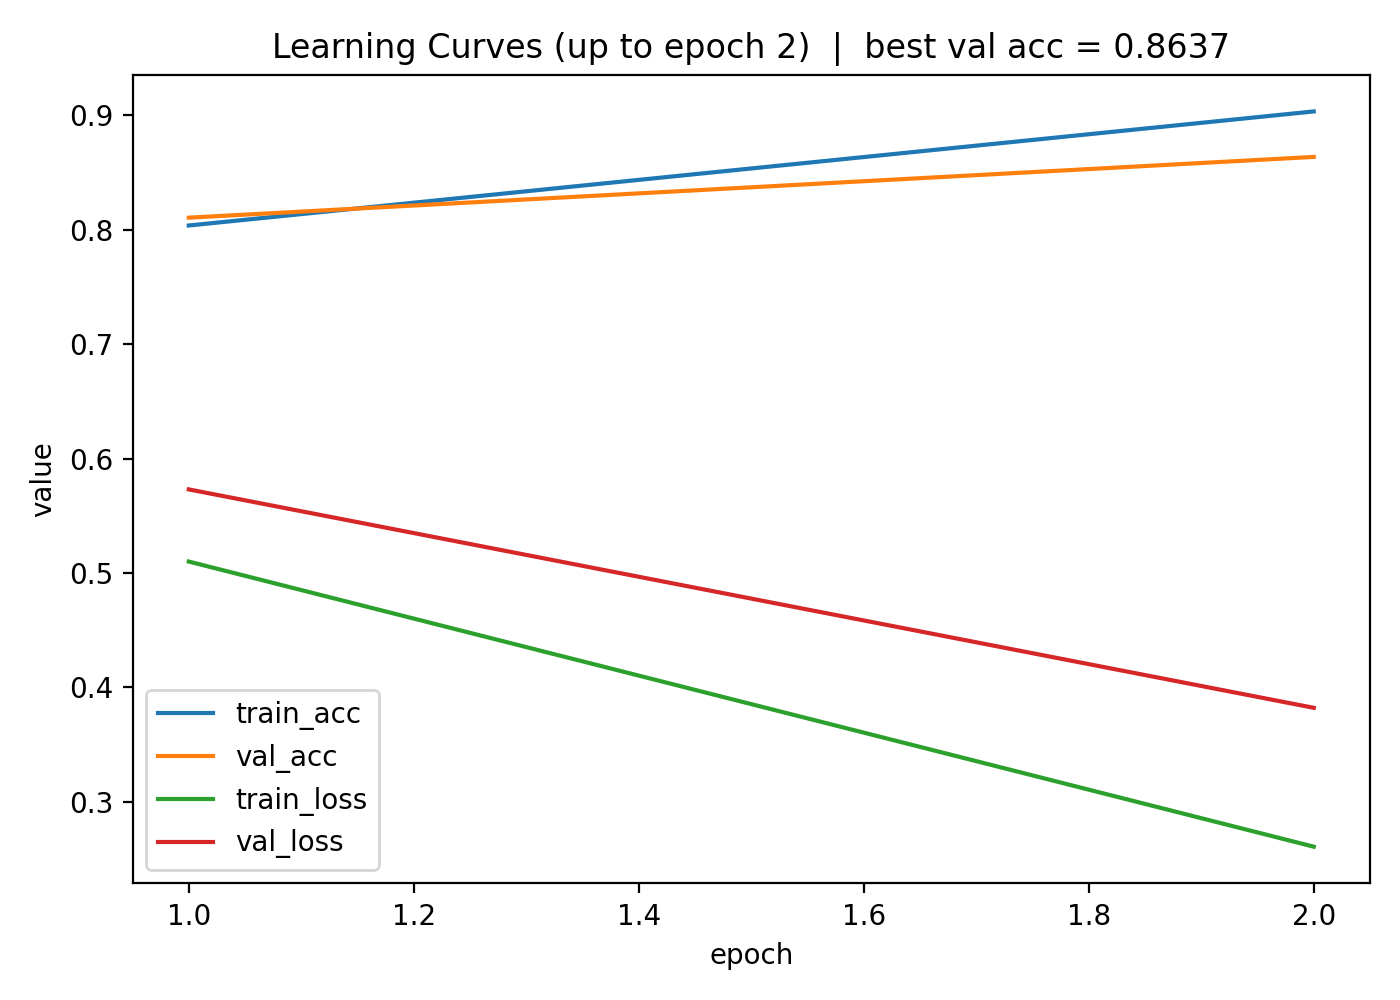 Learning Curves (up to epoch 2)  |  best val acc = 0.8637
0.9
0.8
0.7
0.6
0.5
0.4
0.3
value
train_acc
val_acc
train_loss
val_loss
1.0 1.2 1.4 1.6 1.8 2.0
epoch